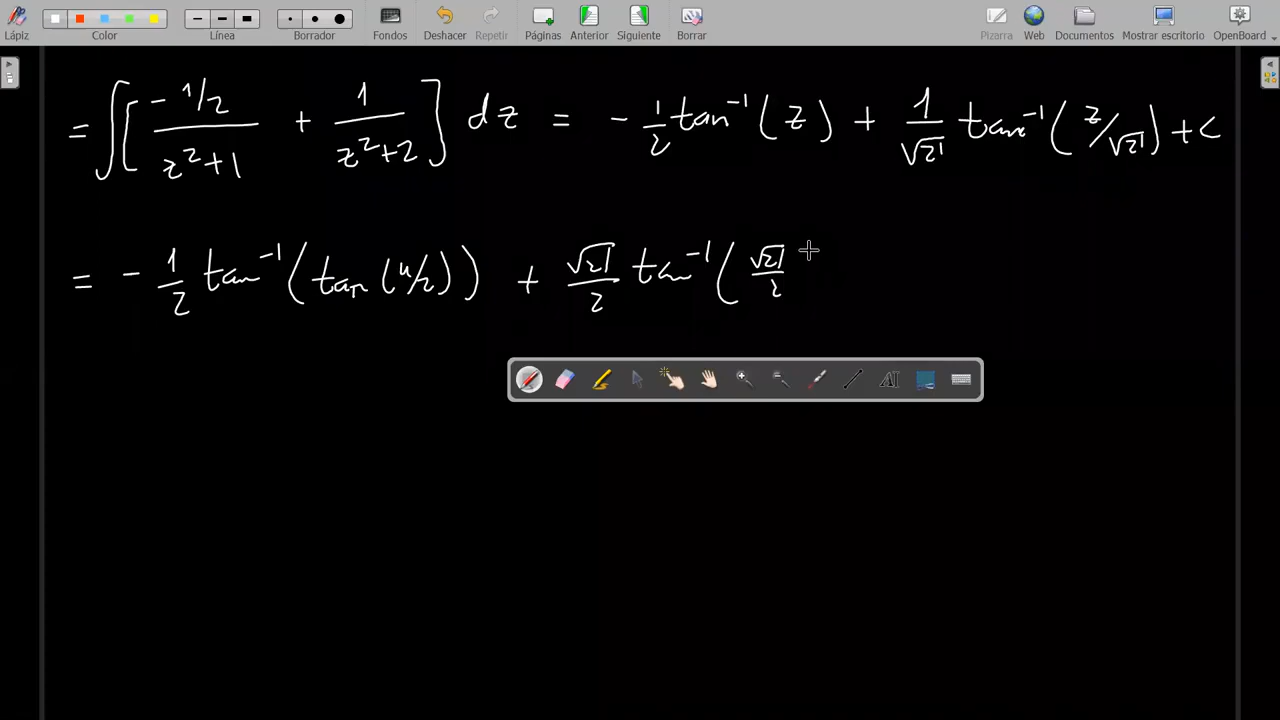 Lápiz Color Línea Borrador Fondos Deshacer Repetir Páginas Anterior Siguiente Borrar Pizarra Web Documentos Mostrar escritorio OpenBoard
= ∫[ (-1/2)/(z²+1) + 1/(z²+2) ] dz = - 1/2 tan⁻¹(z) + 1/√2 tan⁻¹(z/√2) + c
= - 1/2 tan⁻¹(tan(u/2)) + √2/2 tan⁻¹(√2/2